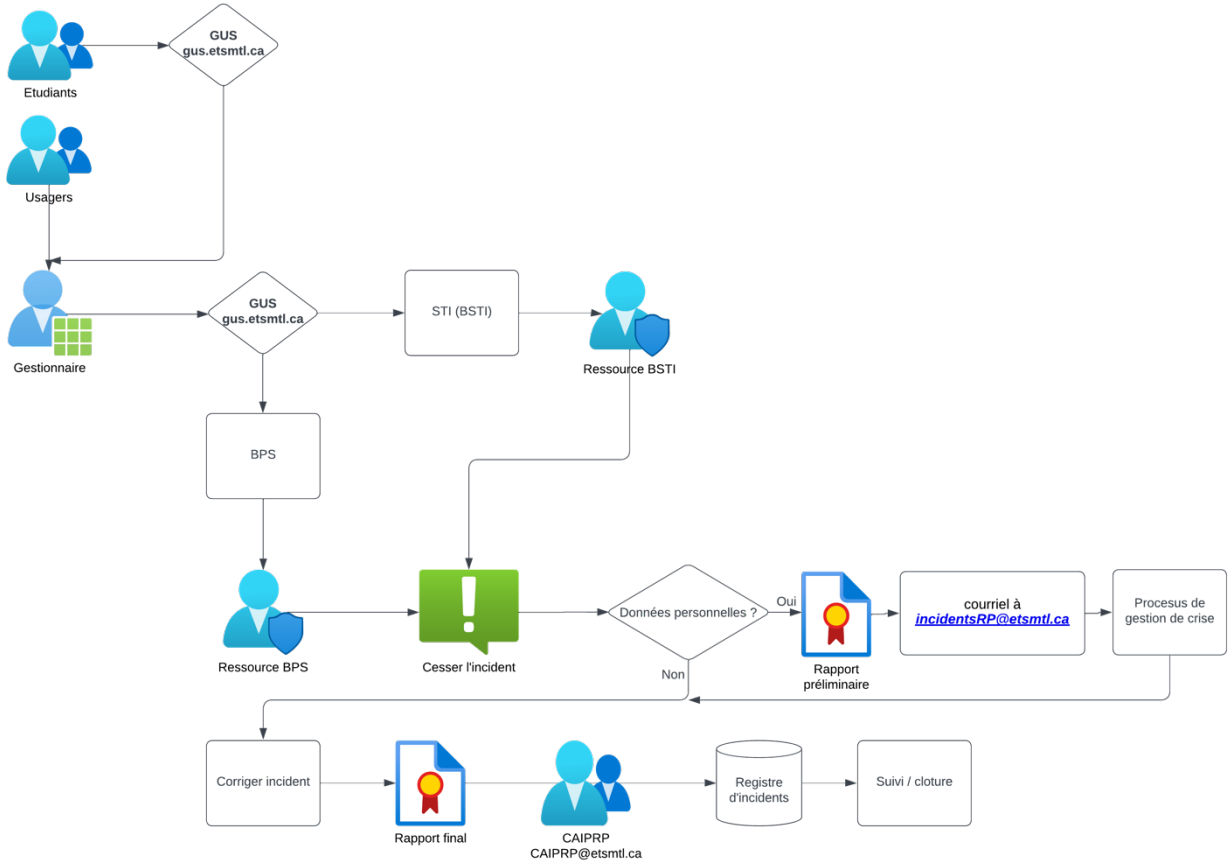 GUS
gus.etsmtl.ca
Etudiants
Usagers
Gestionnaire
GUS
gus.etsmtl.ca
STI (BSTI)
Ressource BSTI
BPS
Ressource BPS
Cesser l'incident
Données personnelles ?
Oui
Non
Rapport
préliminaire
courriel à
incidentsRP@etsmtl.ca
Procesus de
gestion de crise
Corriger incident
Rapport final
CAIPRP
CAIPRP@etsmtl.ca
Registre
d'incidents
Suivi / cloture